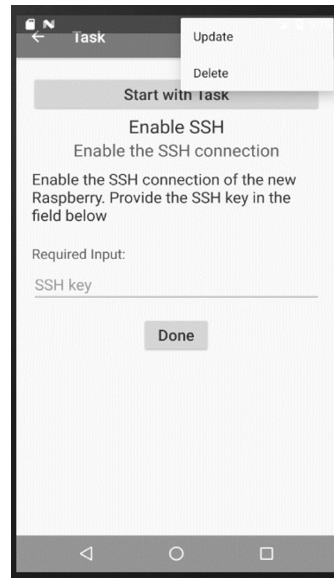 Task
Update
Delete
Start with Task
Enable SSH
Enable the SSH connection
Enable the SSH connection of the new
Raspberry. Provide the SSH key in the
field below
Required Input:
SSH key
Done